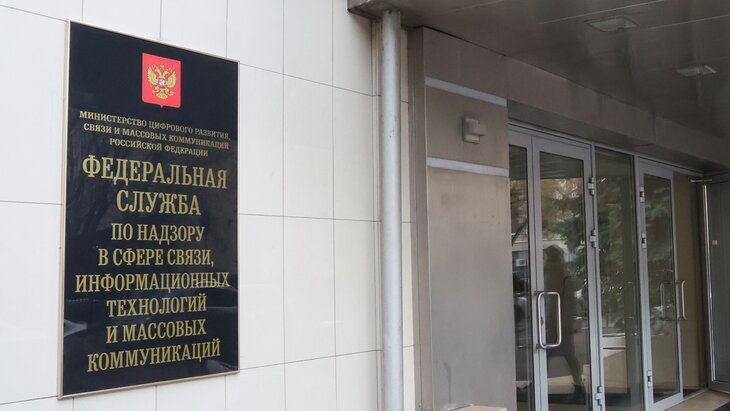 МИНИСТЕРСТВО ЦИФРОВОГО РАЗВИТИЯ,
СВЯЗИ И МАССОВЫХ КОММУНИКАЦИЙ
РОССИЙСКОЙ ФЕДЕРАЦИИ
ФЕДЕРАЛЬНАЯ
СЛУЖБА
ПО НАДЗОРУ
В СФЕРЕ СВЯЗИ,
ИНФОРМАЦИОННЫХ
ТЕХНОЛОГИЙ
И МАССОВЫХ
КОММУНИКАЦИЙ